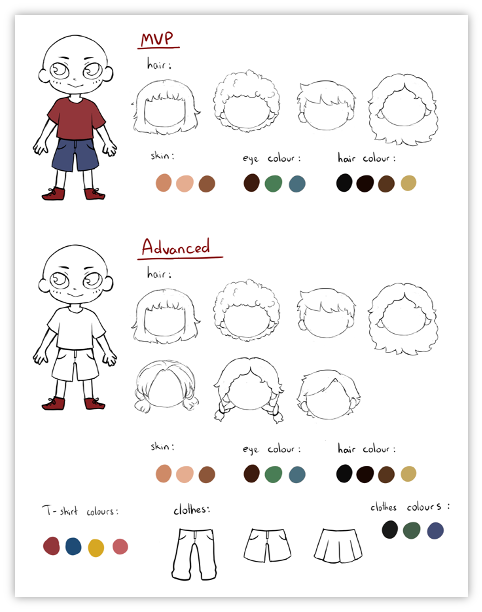 MVP
hair:
skin:
eye colour:
hair colour:
Advanced
hair:
skin:
eye colour:
hair colour:
T-shirt colours:
clothes:
clothes colours: